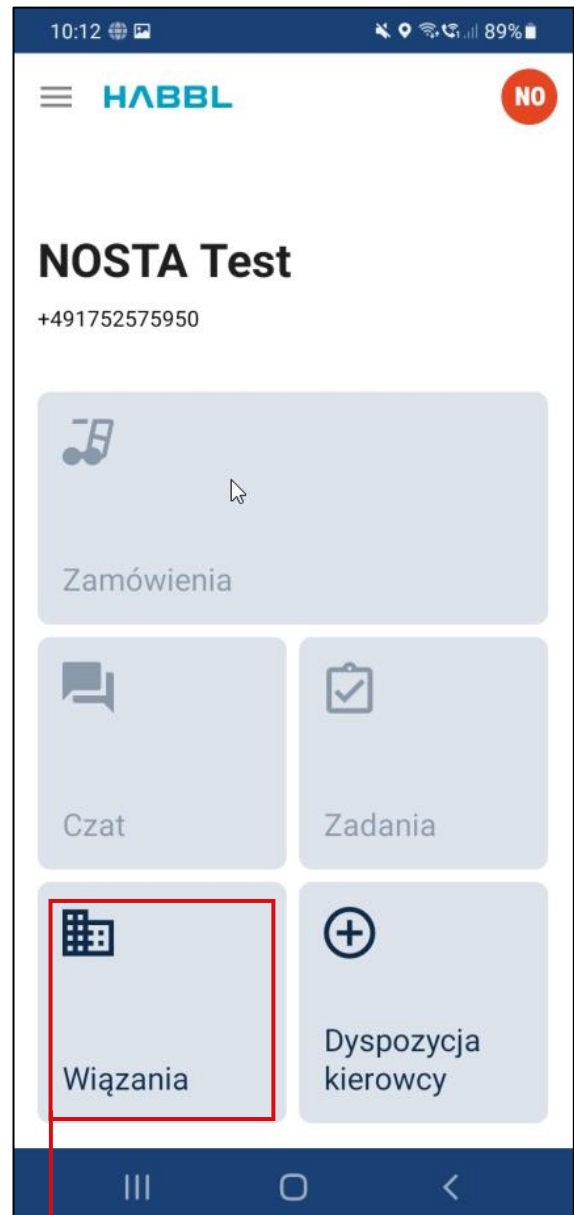 10:12 89%
HABBL
NO
NOSTA Test
+491752575950
Zamówienia
Czat
Zadania
Wiązania
Dyspozycja
kierowcy